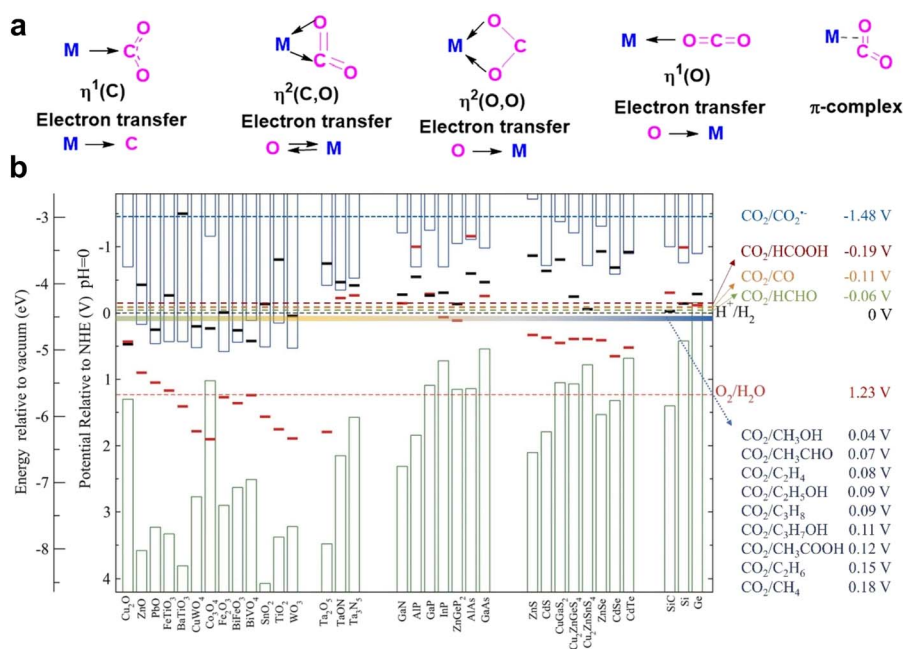 a
M C O O
η¹(C)
Electron transfer
M C
M O C O
η²(C,O)
Electron transfer
O M
M O C O
η²(O,O)
Electron transfer
O M
M O=C=O
η¹(O)
Electron transfer
O M
M O C O
π-complex
b
Energy relative to vacuum (eV)
-3
-4
-5
-6
-7
-8
Potential Relative to NHE (V) pH=0
-1
0
1
2
3
4
CO₂/CO₂•- -1.48 V
CO₂/HCOOH -0.19 V
CO₂/CO -0.11 V
CO₂/HCHO -0.06 V
H⁺/H₂ 0 V
O₂/H₂O 1.23 V
CO₂/CH₃OH 0.04 V
CO₂/CH₃CHO 0.07 V
CO₂/C₂H₄ 0.08 V
CO₂/C₂H₅OH 0.09 V
CO₂/C₃H₈ 0.09 V
CO₂/C₃H₇OH 0.11 V
CO₂/CH₃COOH 0.12 V
CO₂/C₂H₆ 0.15 V
CO₂/CH₄ 0.18 V
Cu₂O
ZnO
PbO
FeTiO₃
BaTiO₃
CuWO₄
Co₃O₄
Fe₂O₃
BiFeO₃
BiVO₄
SnO₂
TiO₂
WO₃
Ta₂O₅
TaON
Ta₃N₅
GaN
AlP
GaP
InP
ZnGeP₂
AlAs
GaAs
ZnS
CdS
CuGaS₂
Cu₂ZnGeS₄
Cu₂ZnSnS₄
ZnSe
CdSe
CdTe
SiC
Si
Ge